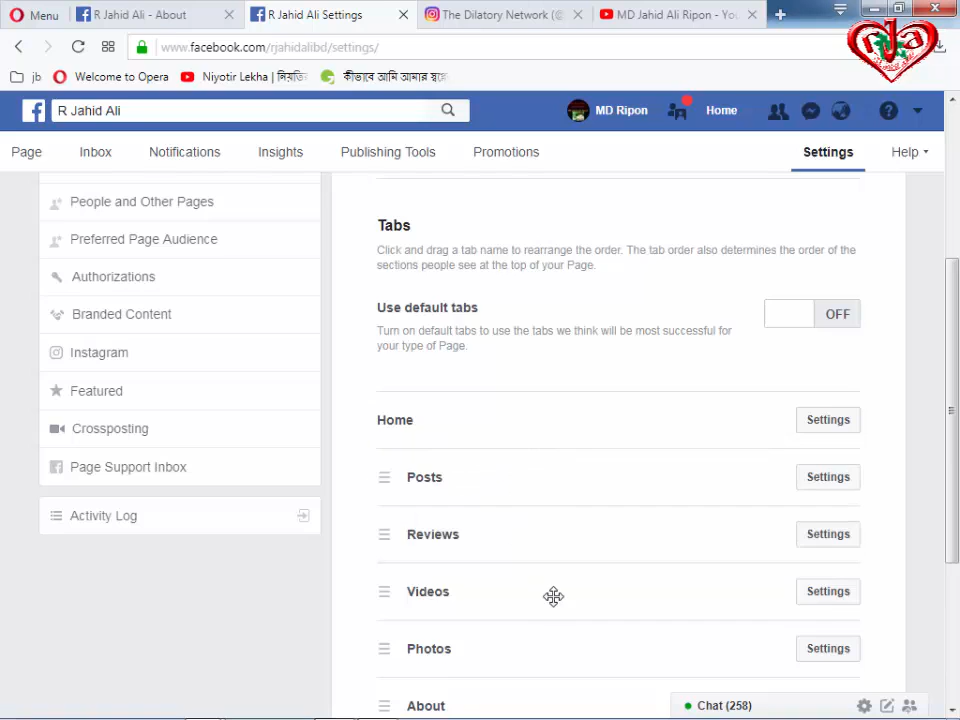 Menu
R Jahid Ali - About
R Jahid Ali Settings
The Dilatory Network (@
MD Jahid Ali Ripon - You
www.facebook.com/rjahidalibd/settings/
rja
jb
Welcome to Opera
Niyotir Lekha | নিয়তি
কীভাবে আমি আমার স্বয়ে
R Jahid Ali
MD Ripon
Home
Page
Inbox
Notifications
Insights
Publishing Tools
Promotions
Settings
Help
People and Other Pages
Preferred Page Audience
Authorizations
Branded Content
Instagram
Featured
Crossposting
Page Support Inbox
Activity Log
Tabs
Click and drag a tab name to rearrange the order. The tab order also determines the order of the
sections people see at the top of your Page.
Use default tabs
OFF
Turn on default tabs to use the tabs we think will be most successful for
your type of Page.
Home Settings
Posts Settings
Reviews Settings
Videos Settings
Photos Settings
About
Chat (258)